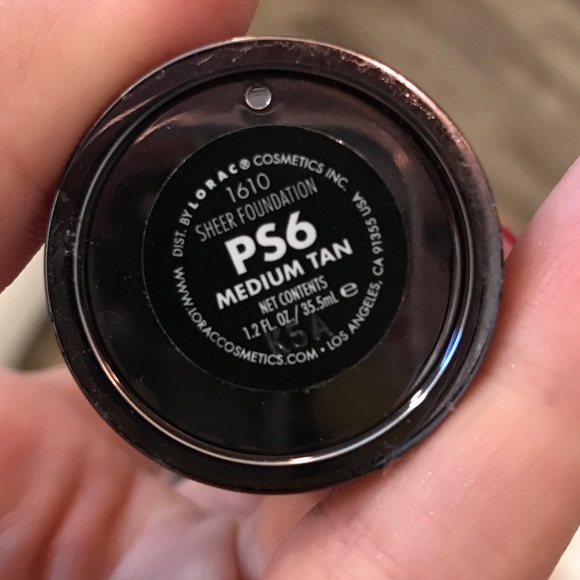 DIST. BY LORAC® COSMETICS INC.
1610
SHEER FOUNDATION
PS6
MEDIUM TAN
NET CONTENTS
1.2 FL. OZ / 35.5mL e
WWW.LORACCOSMETICS.COM • LOS ANGELES, CA 91355 USA